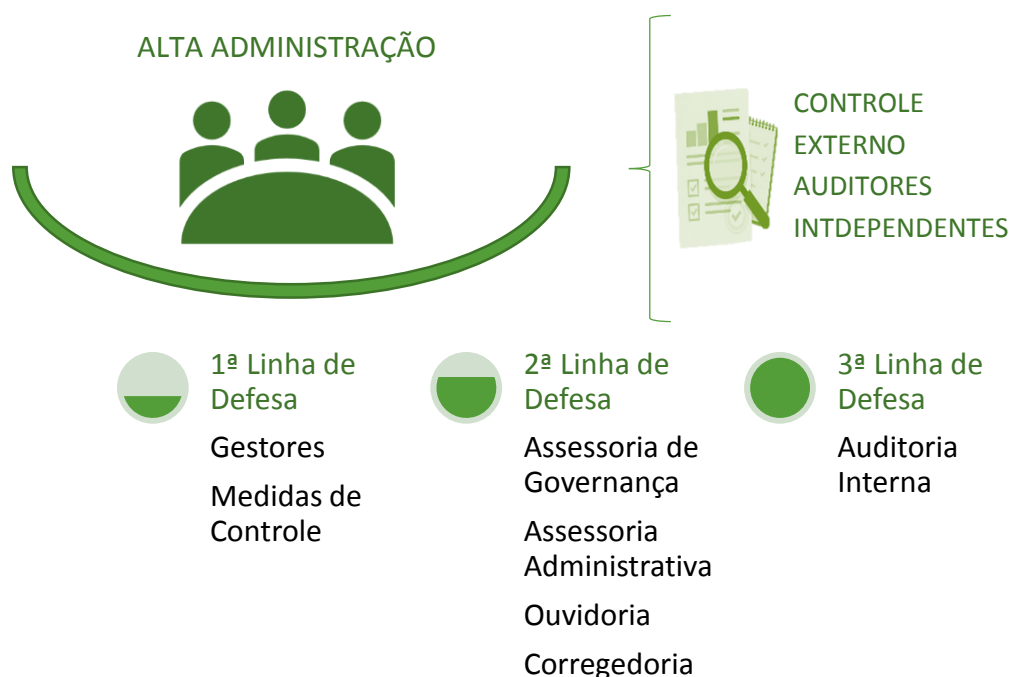 ALTA ADMINISTRAÇÃO
CONTROLE
EXTERNO
AUDITORES
INTDEPENDENTES
1ª Linha de
Defesa
Gestores
Medidas de
Controle
2ª Linha de
Defesa
Assessoria de
Governança
Assessoria
Administrativa
Ouvidoria
Corregedoria
3ª Linha de
Defesa
Auditoria
Interna